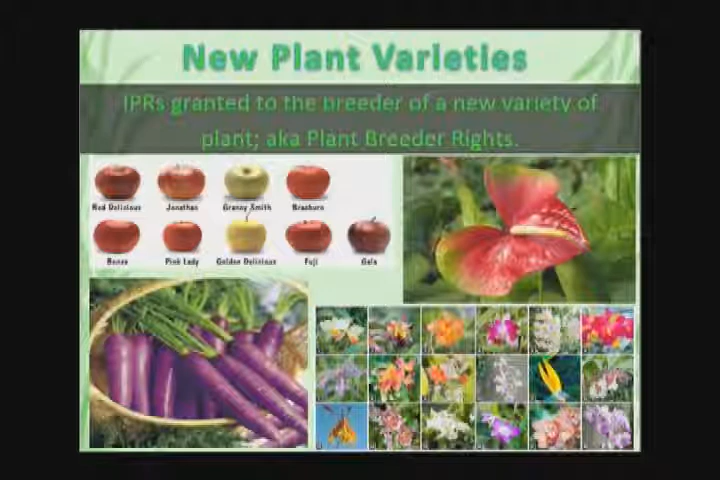 New Plant Varieties
IPRs granted to the breeder of a new variety of
plant; aka Plant Breeder Rights.
Red Delicious Jonathan Granny Smith Braeburn
Rome Pink Lady Golden Delicious Fuji Gala